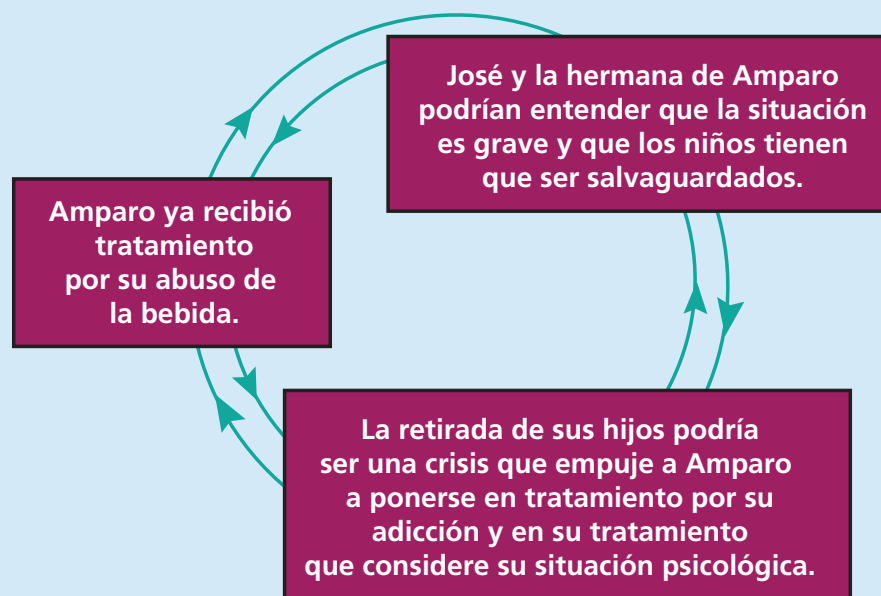 José y la hermana de Amparo
podrían entender que la situación
es grave y que los niños tienen
que ser salvaguardados.
Amparo ya recibió
tratamiento
por su abuso de
la bebida.
La retirada de sus hijos podría
ser una crisis que empuje a Amparo
a ponerse en tratamiento por su
adicción y en su tratamiento
que considere su situación psicológica.